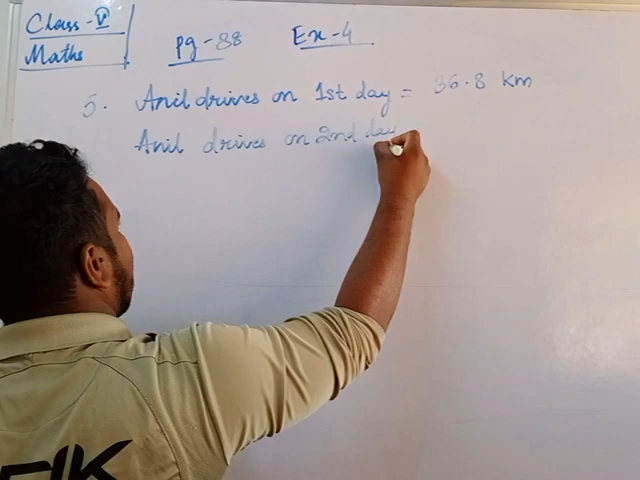 Class - V
Maths
Pg - 88
Ex - 4
5. Anil drives on 1st day = 36.8 km
Anil drives on 2nd day